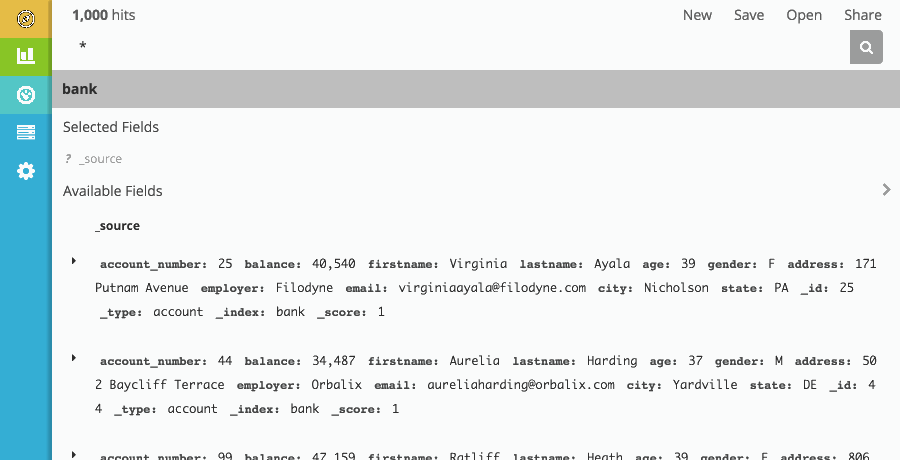 1,000 hits
New Save Open Share
*
bank
Selected Fields
? _source
Available Fields
_source
account_number: 25 balance: 40,540 firstname: Virginia lastname: Ayala age: 39 gender: F address: 171
Putnam Avenue employer: Filodyne email: virginiaayala@filodyne.com city: Nicholson state: PA _id: 25
_type: account _index: bank _score: 1
account_number: 44 balance: 34,487 firstname: Aurelia lastname: Harding age: 37 gender: M address: 50
2 Baycliff Terrace employer: Orbalix email: aureliaharding@orbalix.com city: Yardville state: DE _id: 4
4 _type: account _index: bank _score: 1
account_number: 99 balance: 47,159 firstname: Ratliff lastname: Heath age: 39 gender: F address: 806